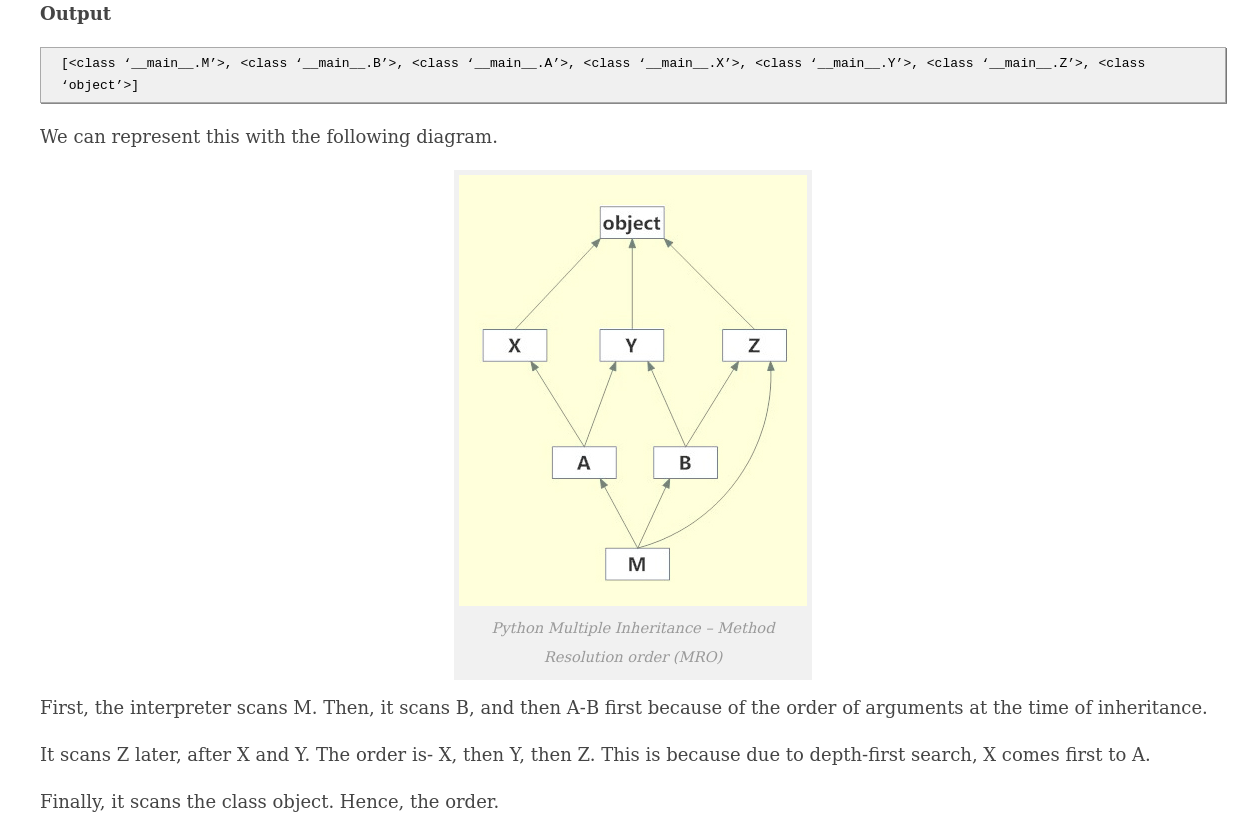 Output
[<class ‘__main__.M’>, <class ‘__main__.B’>, <class ‘__main__.A’>, <class ‘__main__.X’>, <class ‘__main__.Y’>, <class ‘__main__.Z’>, <class
‘object’>]
We can represent this with the following diagram.
object
X Y Z
A B
M
Python Multiple Inheritance – Method
Resolution order (MRO)
First, the interpreter scans M. Then, it scans B, and then A-B first because of the order of arguments at the time of inheritance.
It scans Z later, after X and Y. The order is- X, then Y, then Z. This is because due to depth-first search, X comes first to A.
Finally, it scans the class object. Hence, the order.